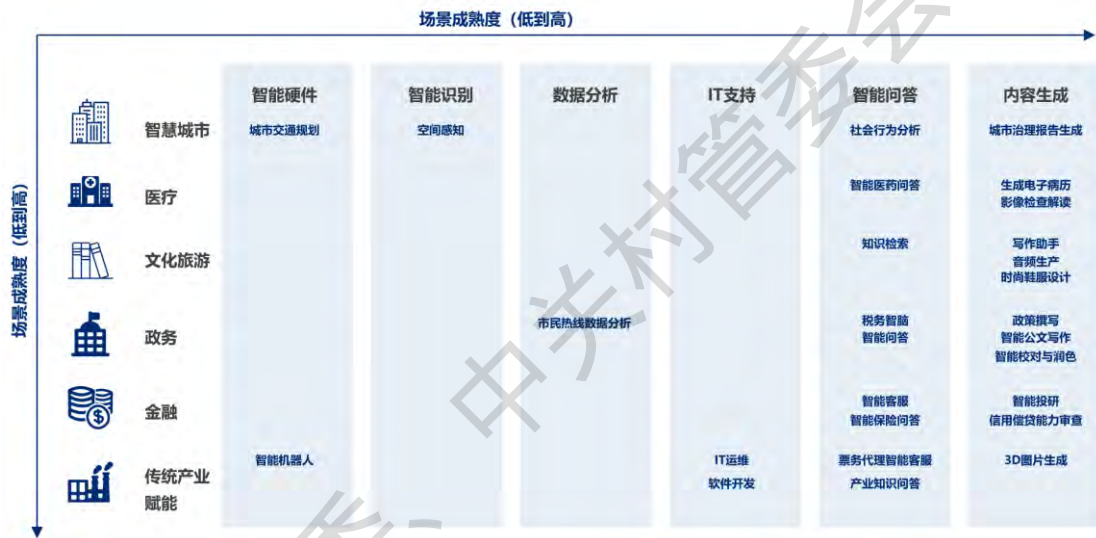 场景成熟度（低到高）
场景成熟度（低到高）
智能硬件 智能识别 数据分析 IT支持 智能问答 内容生成
智慧城市 城市交通规划 空间感知 社会行为分析 城市治理报告生成
医疗 智能医药问答 生成电子病历
影像检查解读
文化旅游 知识检索 写作助手
音频生产
时尚鞋服设计
政务 市民热线数据分析 税务智脑 政策撰写
智能问答 智能公文写作
智能校对与润色
金融 智能客服 智能投研
智能保险问答 信用偿贷能力审查
传统产业 智能机器人 IT运维 票务代理智能客服 3D图片生成
赋能 软件开发 产业知识问答
委、中关村管委会